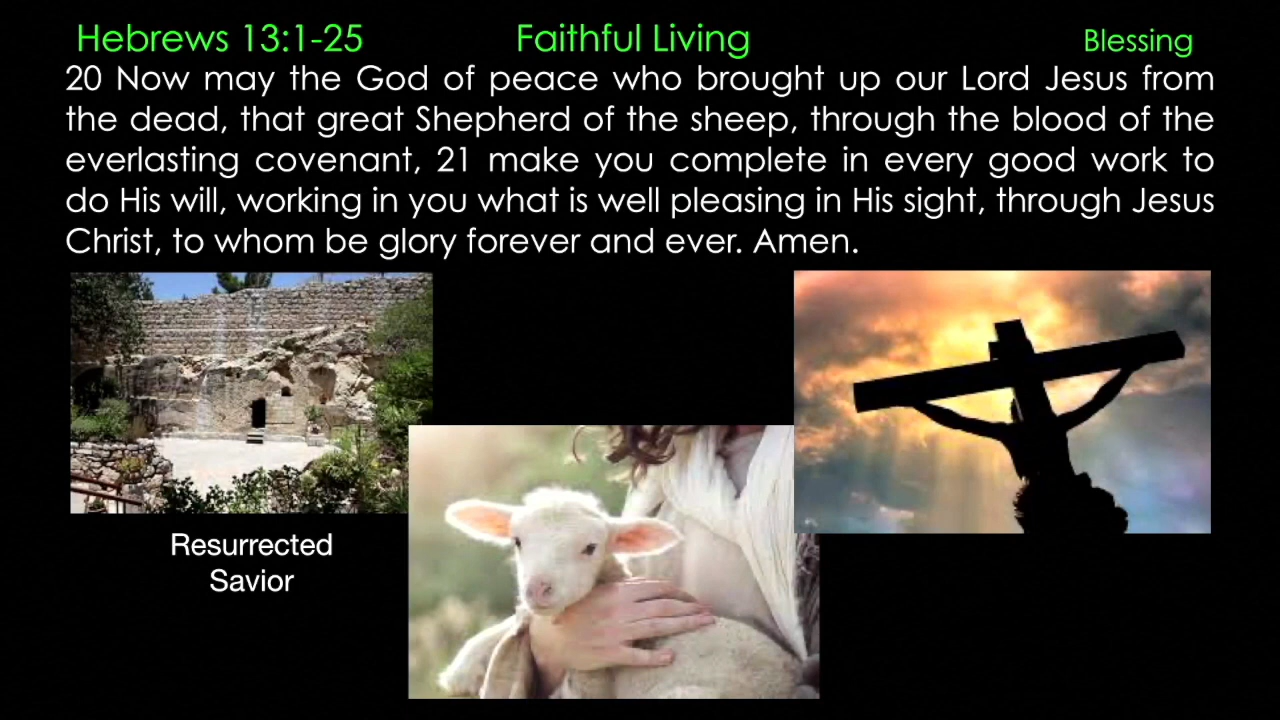 Hebrews 13:1-25 Faithful Living Blessing
20 Now may the God of peace who brought up our Lord Jesus from
the dead, that great Shepherd of the sheep, through the blood of the
everlasting covenant, 21 make you complete in every good work to
do His will, working in you what is well pleasing in His sight, through Jesus
Christ, to whom be glory forever and ever. Amen.
Resurrected
Savior